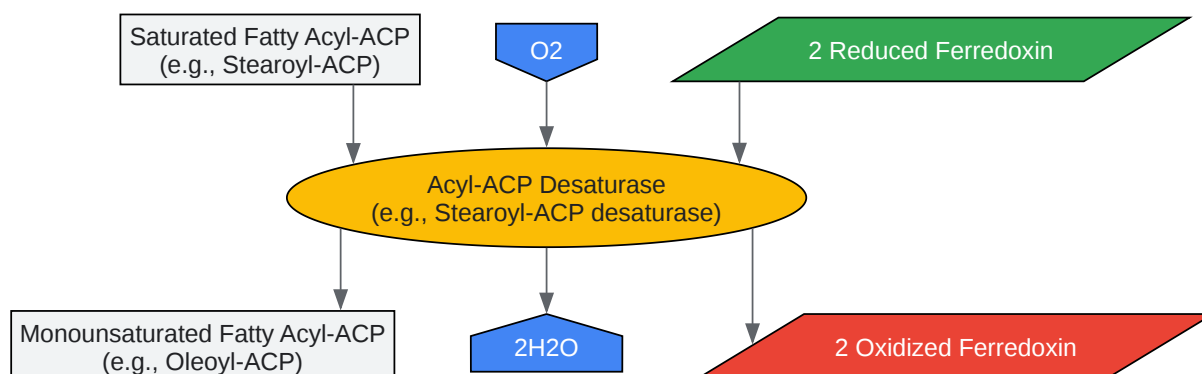 Saturated Fatty Acyl-ACP
(e.g., Stearoyl-ACP)
O2
2 Reduced Ferredoxin
Acyl-ACP Desaturase
(e.g., Stearoyl-ACP desaturase)
Monounsaturated Fatty Acyl-ACP
(e.g., Oleoyl-ACP)
2H2O
2 Oxidized Ferredoxin